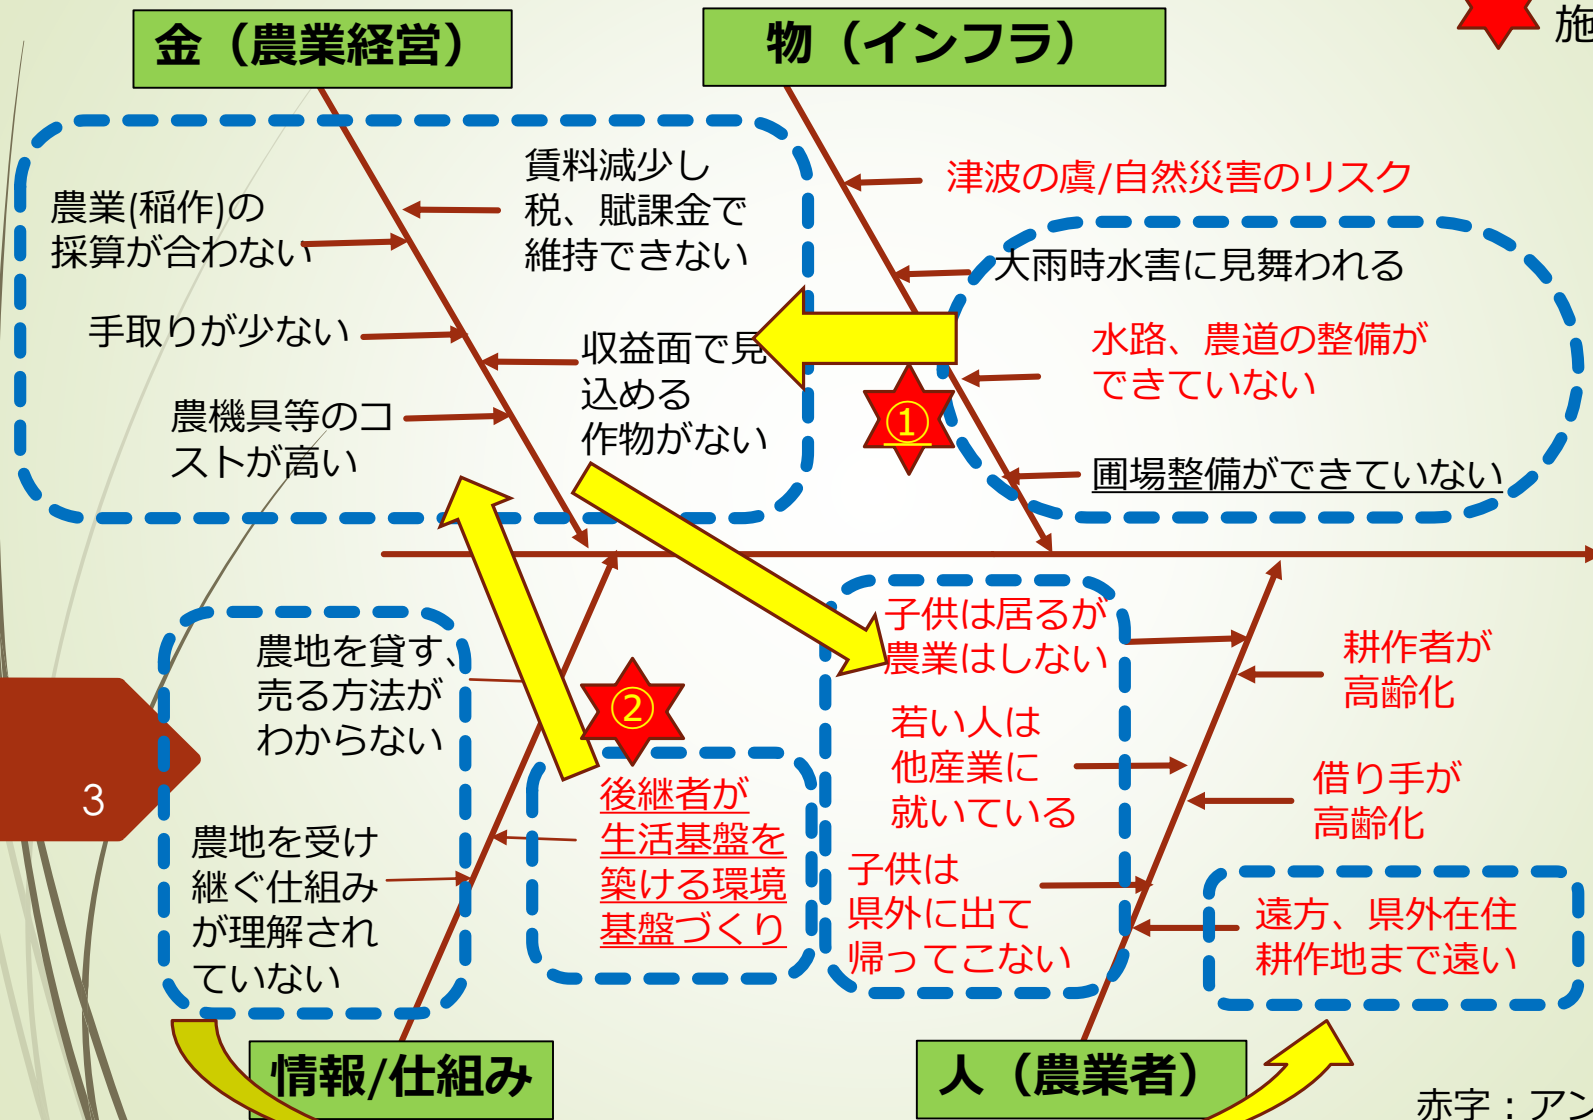 金（農業経営）
物（インフラ）
施
農業(稲作)の
採算が合わない
賃料減少し
税、賦課金で
維持できない
手取りが少ない
収益面で見
込める
作物がない
農機具等のコ
ストが高い
津波の虞/自然災害のリスク
大雨時水害に見舞われる
水路、農道の整備が
できていない
①
圃場整備ができていない
農地を貸す、
売る方法が
わからない
②
農地を受け
継ぐ仕組み
が理解され
ていない
後継者が
生活基盤を
築ける環境
基盤づくり
子供は居るが
農業はしない
若い人は
他産業に
就いている
子供は
県外に出て
帰ってこない
耕作者が
高齢化
借り手が
高齢化
遠方、県外在住
耕作地まで遠い
3
情報/仕組み
人（農業者）
赤字：アン